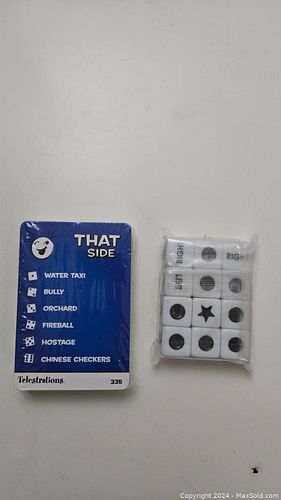 THAT
SIDE
WATER TAXI
BULLY
ORCHARD
FIREBALL
HOSTAGE
CHINESE CHECKERS
Telestrations
335
RIGHT
RIGHT
LEFT
Copyright © 2024 - MaxSold.com